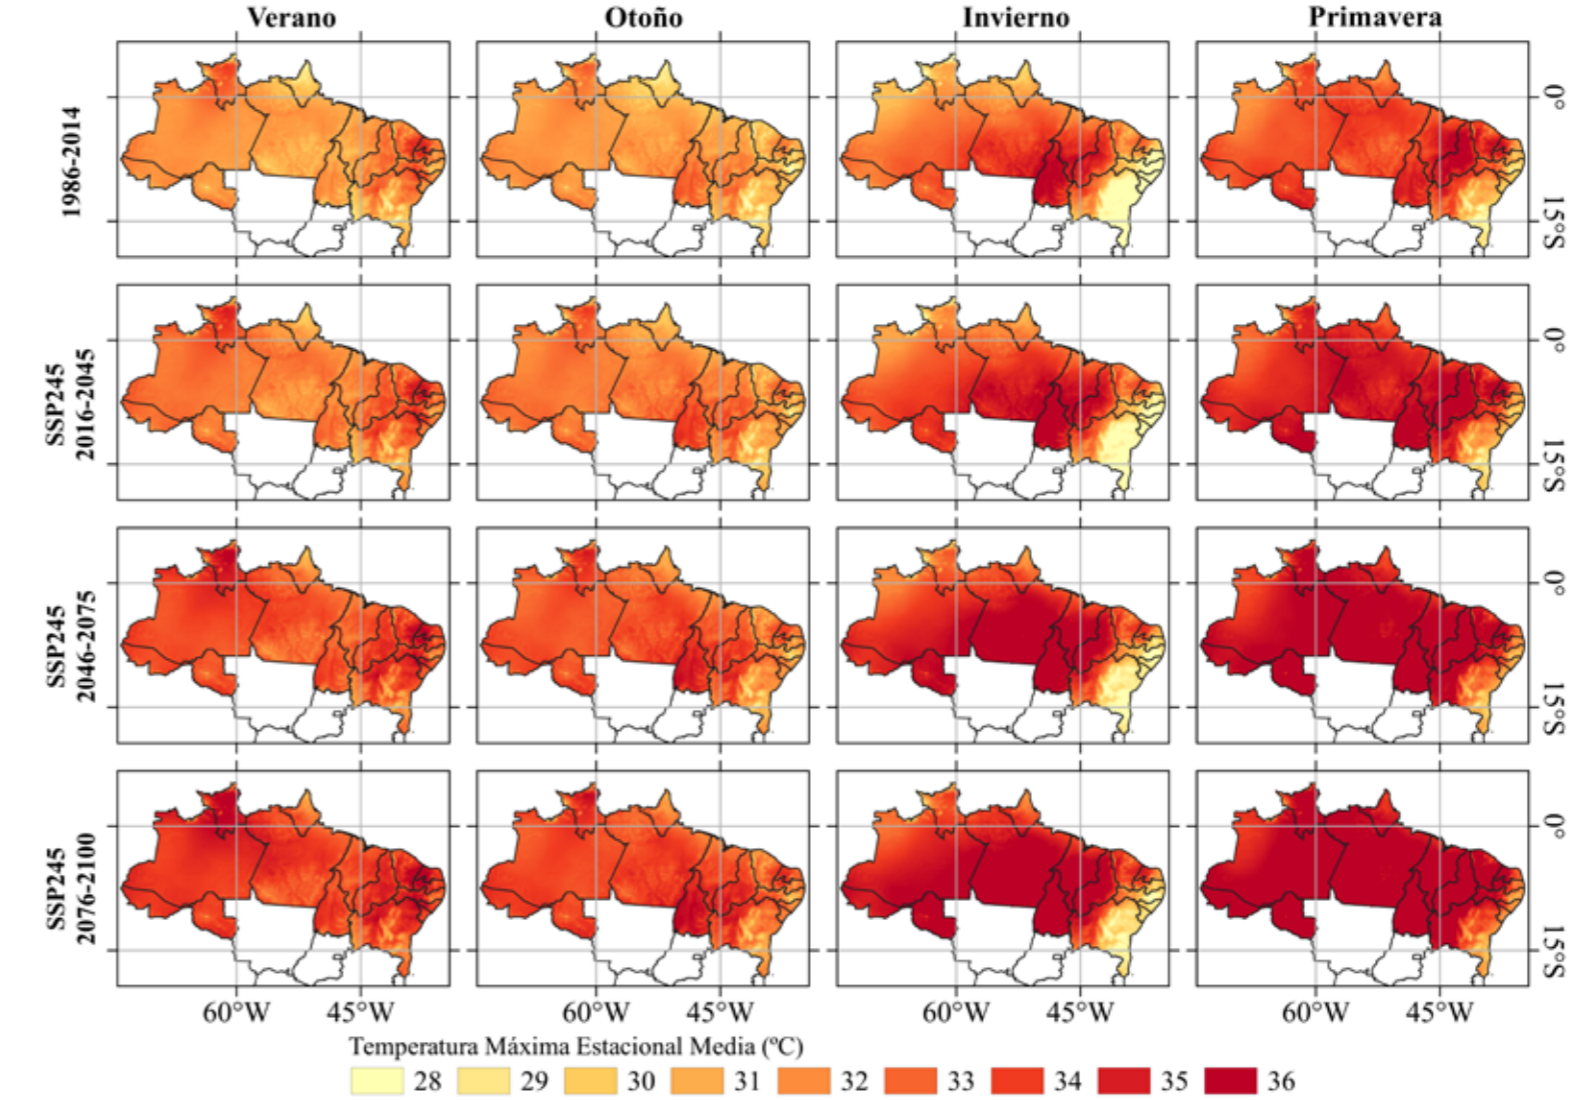 Verano Otoño Invierno Primavera
1986-2014
0°
15°S
SSP245
2016-2045
0°
15°S
SSP245
2046-2075
0°
15°S
SSP245
2076-2100
0°
15°S
60°W 45°W 60°W 45°W 60°W 45°W 60°W 45°W
Temperatura Máxima Estacional Media (ºC)
28 29 30 31 32 33 34 35 36